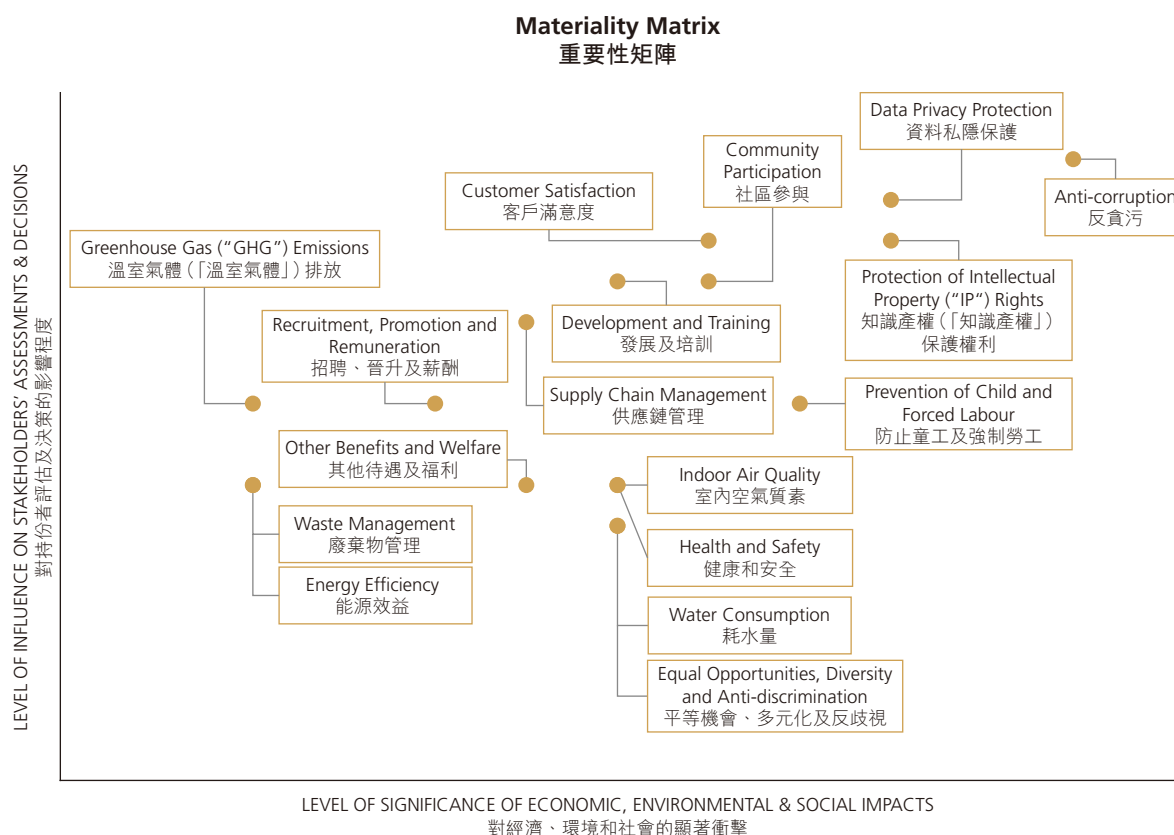 Materiality Matrix
重要性矩陣
LEVEL OF INFLUENCE ON STAKEHOLDERS' ASSESSMENTS & DECISIONS
對持份者評估及決策的影響程度
Data Privacy Protection
資料私隱保護
Community
Participation
社區參與
Anti-corruption
反貪污
Customer Satisfaction
客戶滿意度
Greenhouse Gas (“GHG”) Emissions
溫室氣體(「溫室氣體」)排放
Protection of Intellectual
Property (“IP”) Rights
知識產權(「知識產權」)
保護權利
Recruitment, Promotion and
Remuneration
招聘、晉升及薪酬
Development and Training
發展及培訓
Supply Chain Management
供應鏈管理
Prevention of Child and
Forced Labour
防止童工及強制勞工
Other Benefits and Welfare
其他待遇及福利
Indoor Air Quality
室內空氣質素
Waste Management
廢棄物管理
Health and Safety
健康和安全
Energy Efficiency
能源效益
Water Consumption
耗水量
Equal Opportunities, Diversity
and Anti-discrimination
平等機會、多元化及反歧視
LEVEL OF SIGNIFICANCE OF ECONOMIC, ENVIRONMENTAL & SOCIAL IMPACTS
對經濟、環境和社會的顯著衝擊